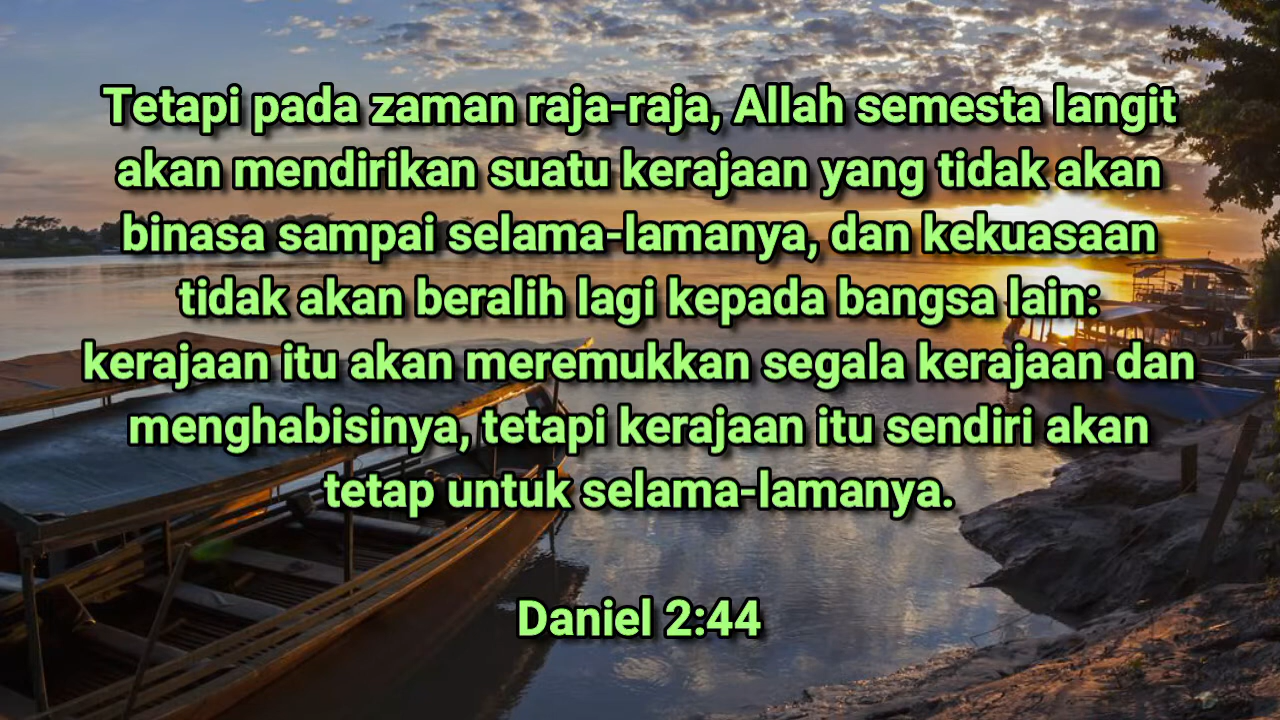 Tetapi pada zaman raja-raja, Allah semesta langit
akan mendirikan suatu kerajaan yang tidak akan
binasa sampai selama-lamanya, dan kekuasaan
tidak akan beralih lagi kepada bangsa lain:
kerajaan itu akan meremukkan segala kerajaan dan
menghabisinya, tetapi kerajaan itu sendiri akan
tetap untuk selama-lamanya.
Daniel 2:44